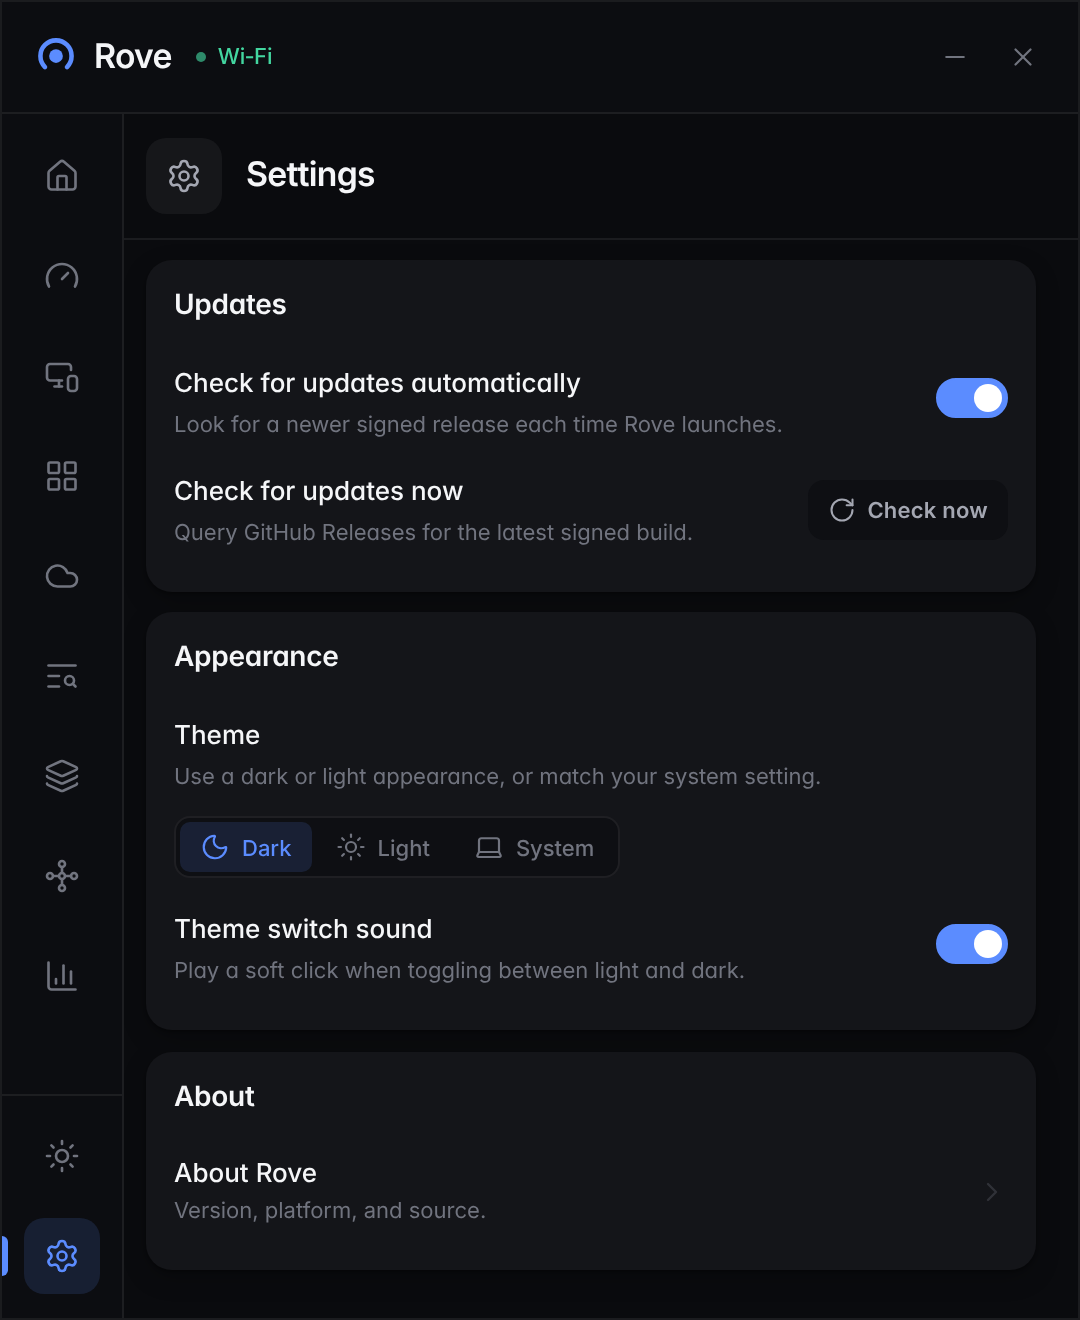 Rove
Wi-Fi
Settings
Updates
Check for updates automatically
Look for a newer signed release each time Rove launches.
Check for updates now
Query GitHub Releases for the latest signed build.
Check now
Appearance
Theme
Use a dark or light appearance, or match your system setting.
Dark
Light
System
Theme switch sound
Play a soft click when toggling between light and dark.
About
About Rove
Version, platform, and source.